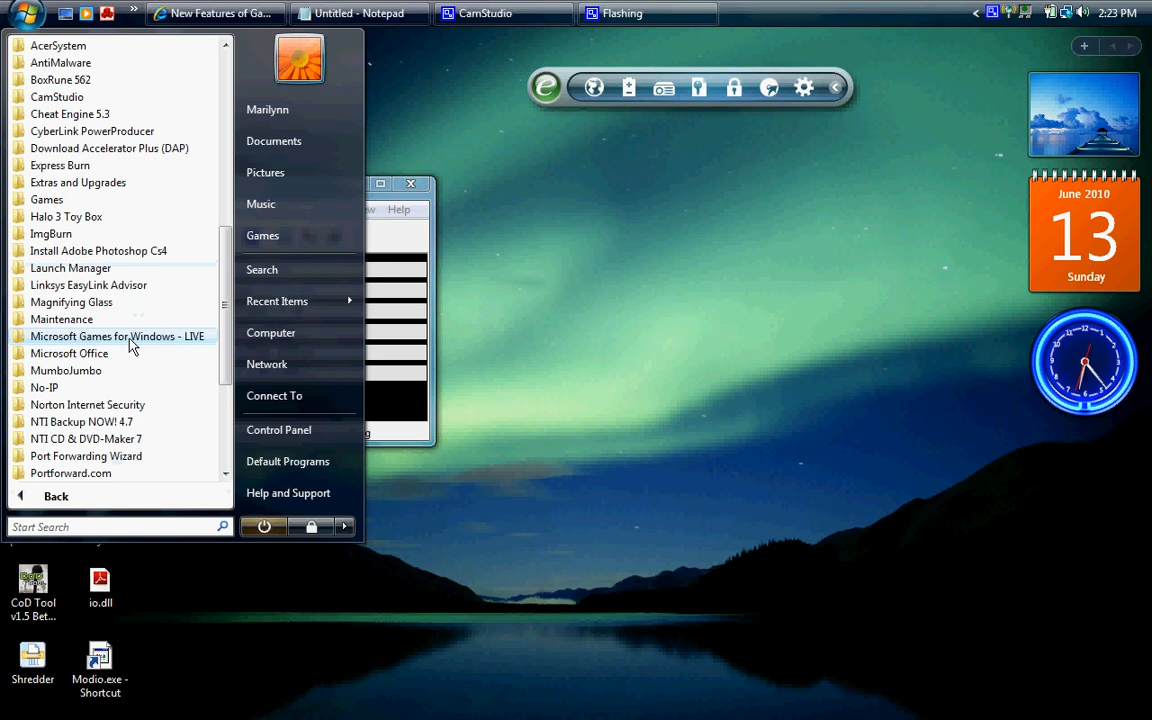 New Features of Ga...
Untitled - Notepad
CamStudio
Flashing
2:23 PM
AcerSystem
AntiMalware
BoxRune 562
CamStudio
Cheat Engine 5.3
CyberLink PowerProducer
Download Accelerator Plus (DAP)
Express Burn
Extras and Upgrades
Games
Halo 3 Toy Box
ImgBurn
Install Adobe Photoshop Cs4
Launch Manager
Linksys EasyLink Advisor
Magnifying Glass
Maintenance
Microsoft Games for Windows - LIVE
Microsoft Office
MumboJumbo
No-IP
Norton Internet Security
NTI Backup NOW! 4.7
NTI CD & DVD-Maker 7
Port Forwarding Wizard
Portforward.com
Back
Start Search
Marilynn
Documents
Pictures
Music
Games
Search
Recent Items
Computer
Network
Connect To
Control Panel
Default Programs
Help and Support
Help
June 2010
13
Sunday
CoD Tool
v1.5 Bet...
io.dll
Shredder
Modio.exe -
Shortcut